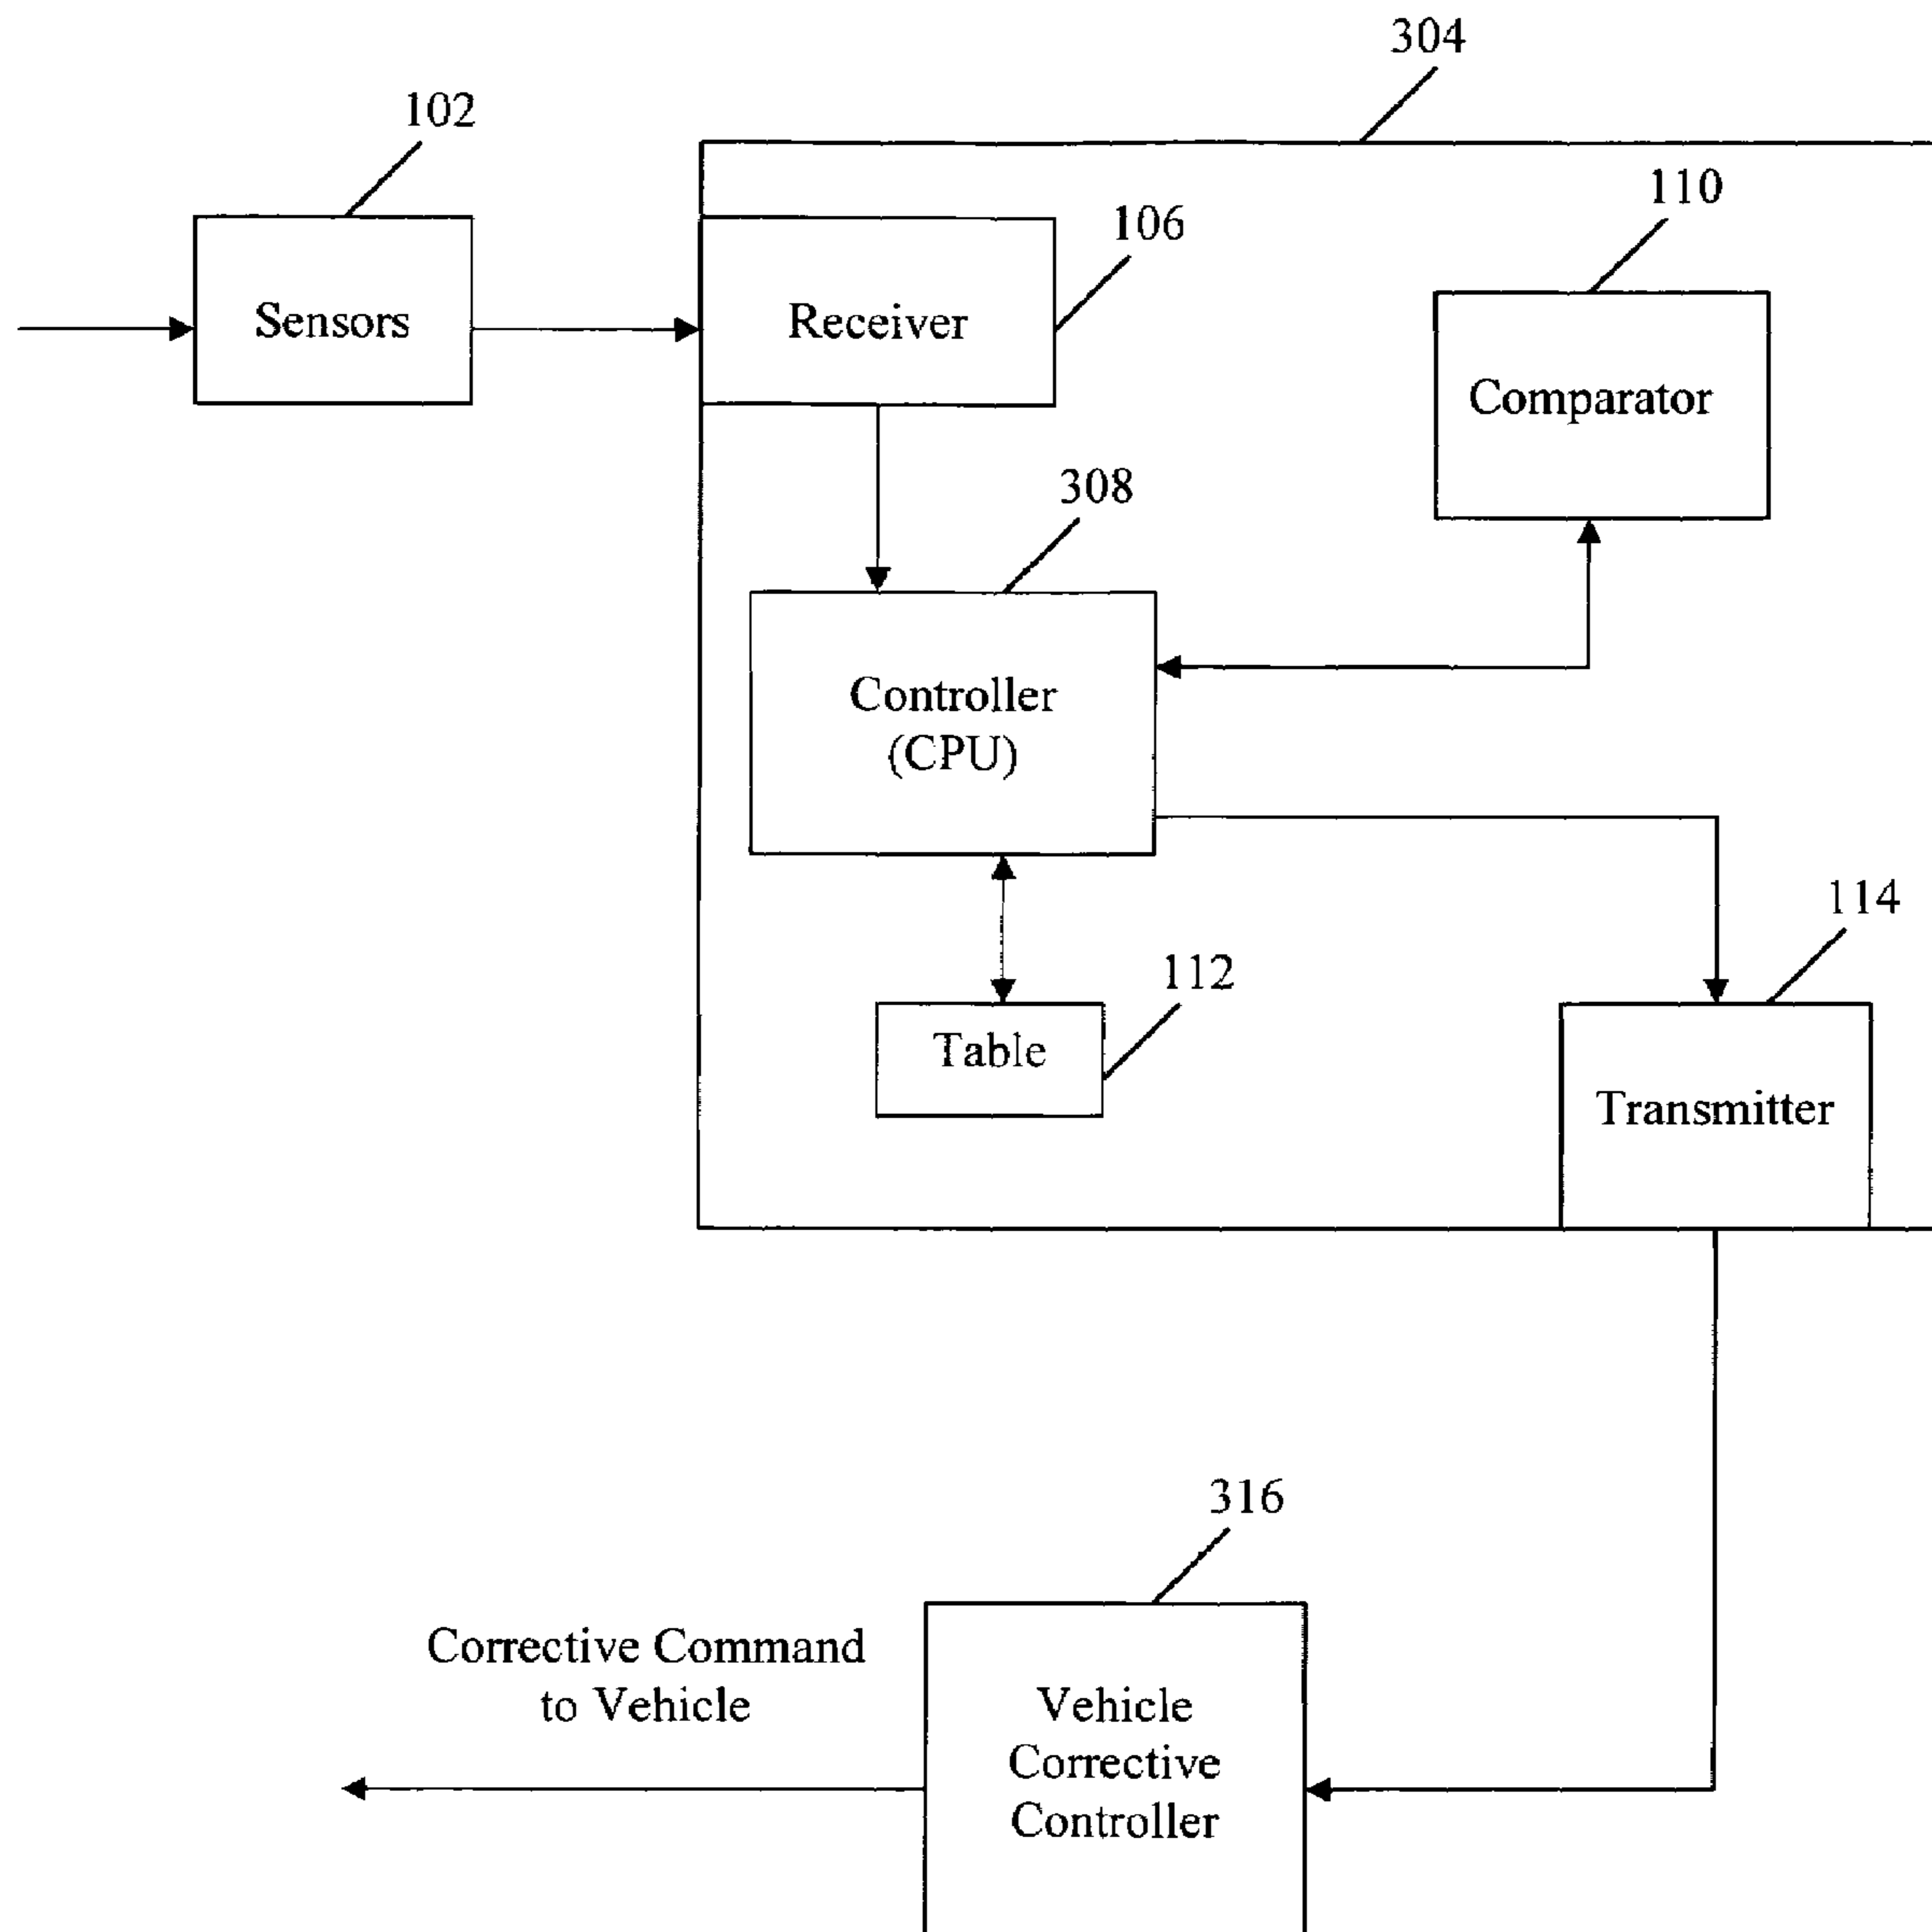 304
102
110
106
Sensors
Receiver
Comparator
308
Controller
(CPU)
114
112
Table
Transmitter
316
Corrective Command
to Vehicle
Vehicle
Corrective
Controller